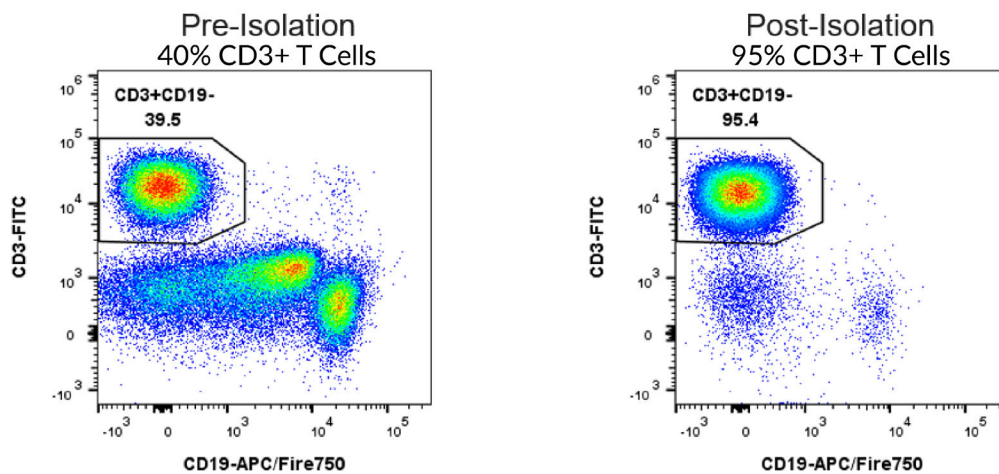 Pre-Isolation
40% CD3+ T Cells
CD3+CD19-
39.5
10 6
10 5
10 4
10 3
0
-10 3
CD3-FITC
-10 3
0
10 3
10 4
10 5
CD19-APC/Fire750
Post-Isolation
95% CD3+ T Cells
CD3+CD19-
95.4
10 6
10 5
10 4
10 3
0
-10 3
CD3-FITC
-10 3
0
10 3
10 4
10 5
CD19-APC/Fire750